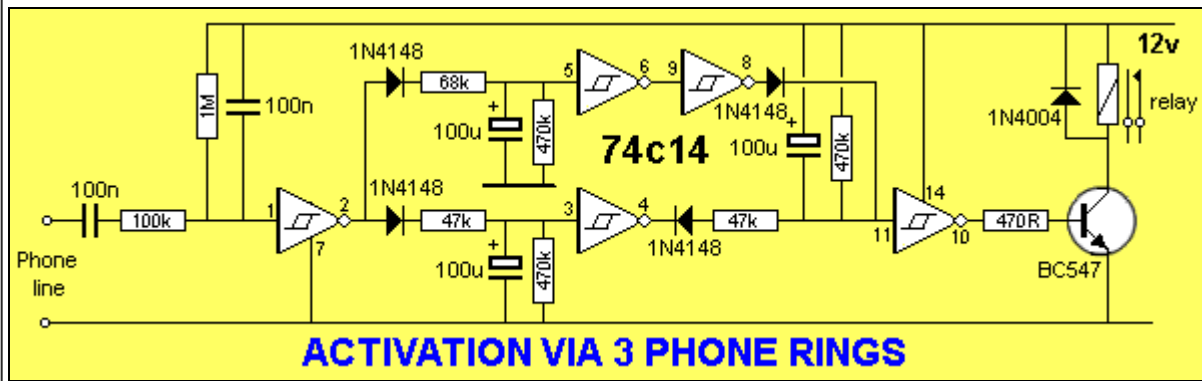 12v
1N4148
68k
5
6
9
8
1M
100n
100u
+
470k
1N4148
74c14
100u
+
470k
1N4004
relay
100n
100k
1
2
7
1N4148
47k
3
4
1N4148
47k
11
14
10
470R
BC547
Phone
line
100u
+
470k
ACTIVATION VIA 3 PHONE RINGS